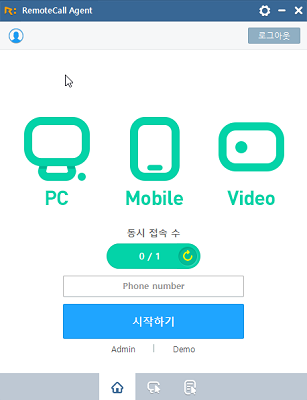 RemoteCall Agent
로그아웃
PC Mobile Video
동시 접속 수
0 / 1
Phone number
시작하기
Admin | Demo